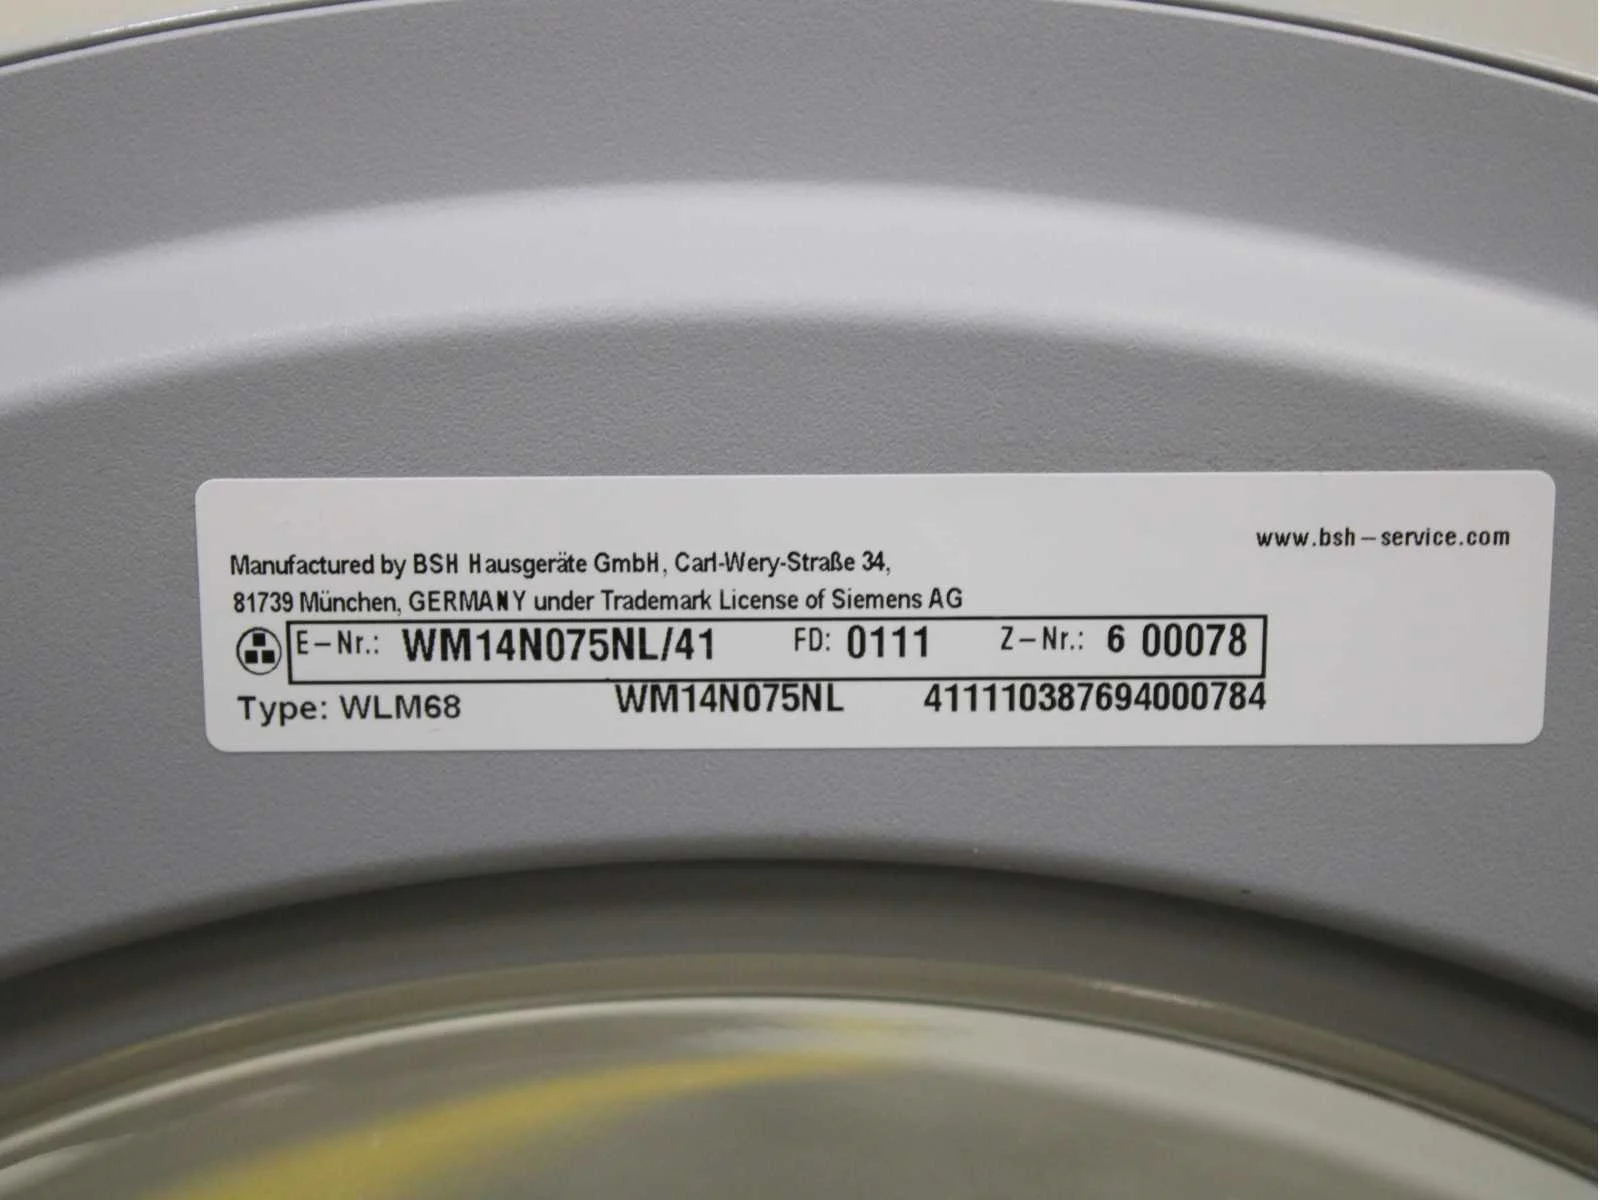 www.bsh-service.com
Manufactured by BSH Hausgeräte GmbH, Carl-Wery-Straße 34,
81739 München, GERMANY under Trademark License of Siemens AG
E-Nr.: WM14N075NL/41 FD: 0111 Z-Nr.: 6 00078
Type: WLM68 WM14N075NL 411110387694000784